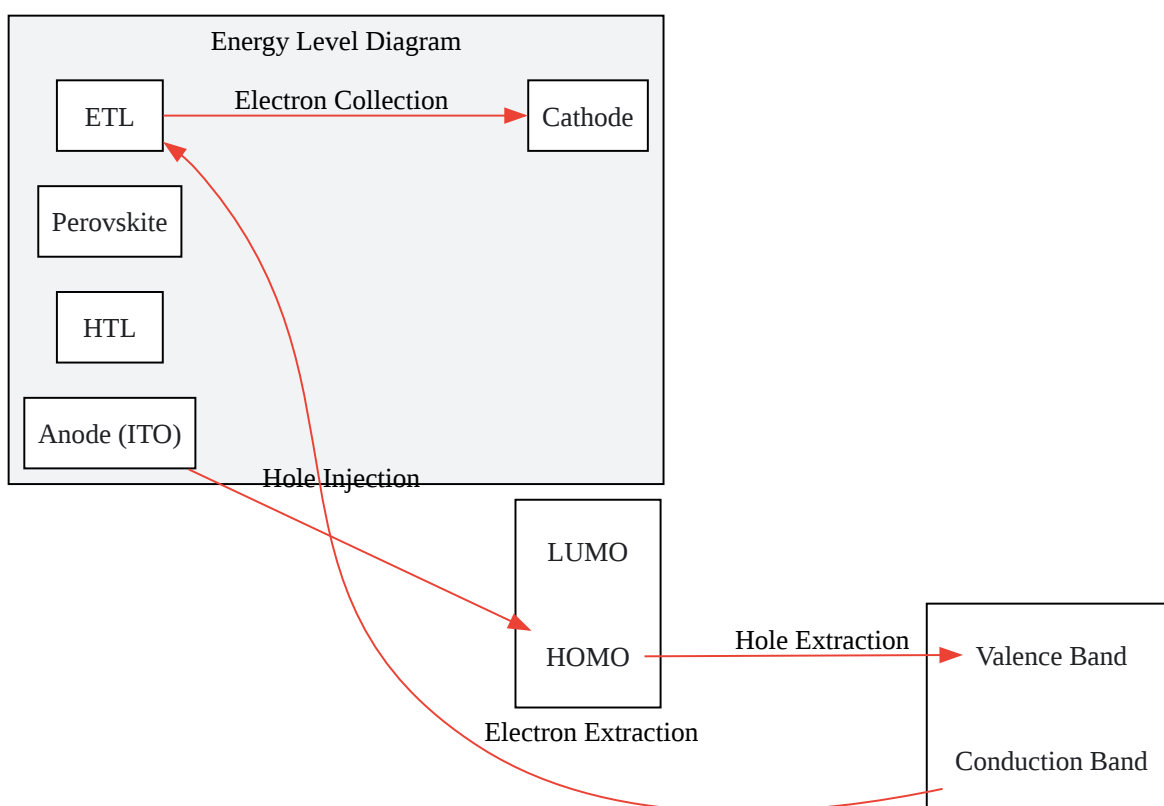 Energy Level Diagram
ETL
Electron Collection
Cathode
Perovskite
HTL
Anode (ITO)
Hole Injection
LUMO
HOMO
Hole Extraction
Valence Band
Electron Extraction
Conduction Band